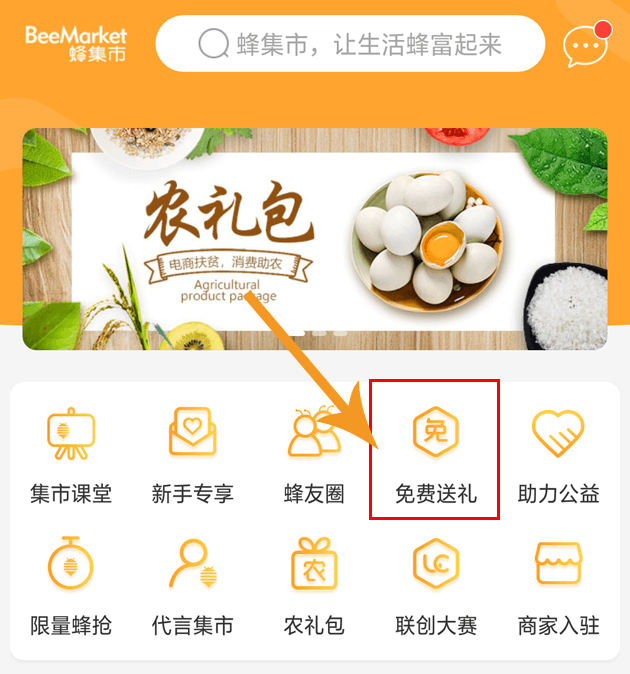 BeeMarket
蜂集市
蜂集市，让生活蜂富起来
农礼包
电商扶贫，消费助农
Agricultural
product package
集市课堂
新手专享
蜂友圈
免
免费送礼
助力公益
限量蜂抢
代言集市
农
农礼包
LC
联创大赛
商家入驻